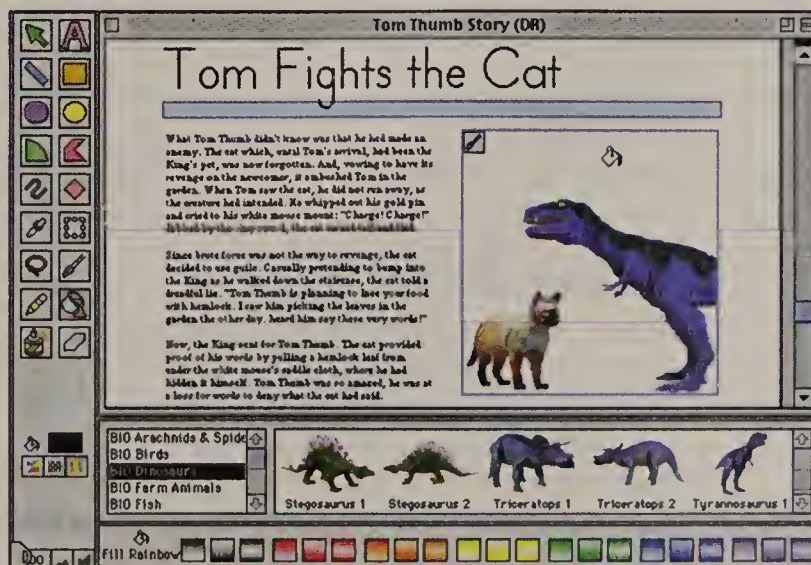 Tom Thumb Story (DR)
Tom Fights the Cat
What Tom Thumb didn't know was that he had made an
enemy. The cat which, until Tom's arrival, had been the
King's pet, was now forgotten. And, vowing to have its
revenge on the newcomer, it ambushed Tom in the
garden. When Tom saw the cat, he did not run away, as
the creature had intended. He whipped out his gold pin
and cried to his white mouse mount: "Charge! Charge!"
Since brute force was not the way to revenge, the cat
decided to use guile. Casually pretending to bump into
the King as he walked down the staircase, the cat told a
dreadful lie. "Tom Thumb is planning to lace your food
with hemlock. I saw him picking the leaves in the
garden the other day. heard him say these very words!"
Now, the King sent for Tom Thumb. The cat provided
proof of his words by pulling a hemlock leaf from
under the white mouse's saddle cloth, where he had
hidden it himself. Tom Thumb was so amazed, he was at
a loss for words to deny what the cat had said.
BIO Arachnids & Spide
BIO Birds
BIO Dinosaurs
BIO Farm Animals
BIO Fish
Stegosaurus 1
Stegosaurus 2
Triceratops 1
Triceratops 2
Tyrannosaurus 1
Fill Rainbow